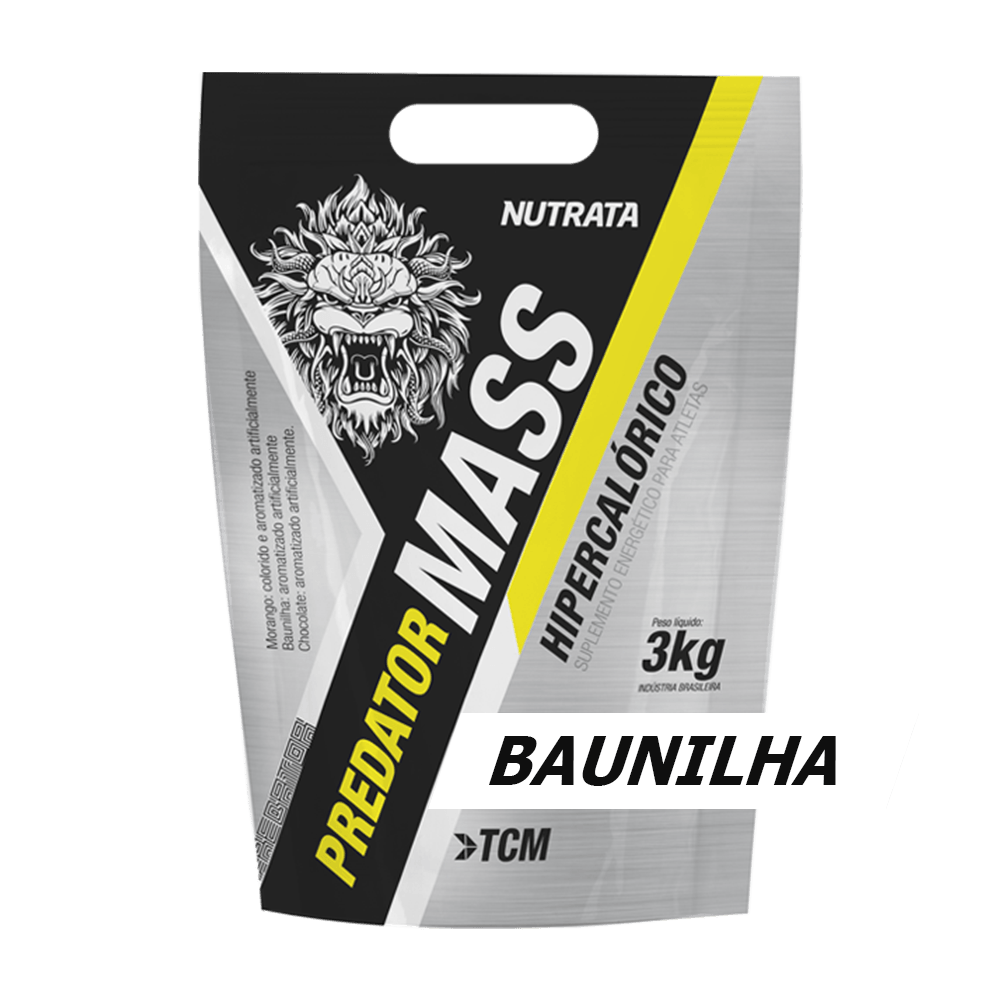 NUTRATA
PREDATOR
MASS
HIPERCALÓRICO
SUPLEMENTO ENERGÉTICO PARA ATLETAS
Morango: colorido e aromatizado artificialmente
Baunilha: aromatizado artificialmente
Chocolate: aromatizado artificialmente.
Peso líquido:
3kg
INDÚSTRIA BRASILEIRA
PREDATOR
BAUNILHA
TCM